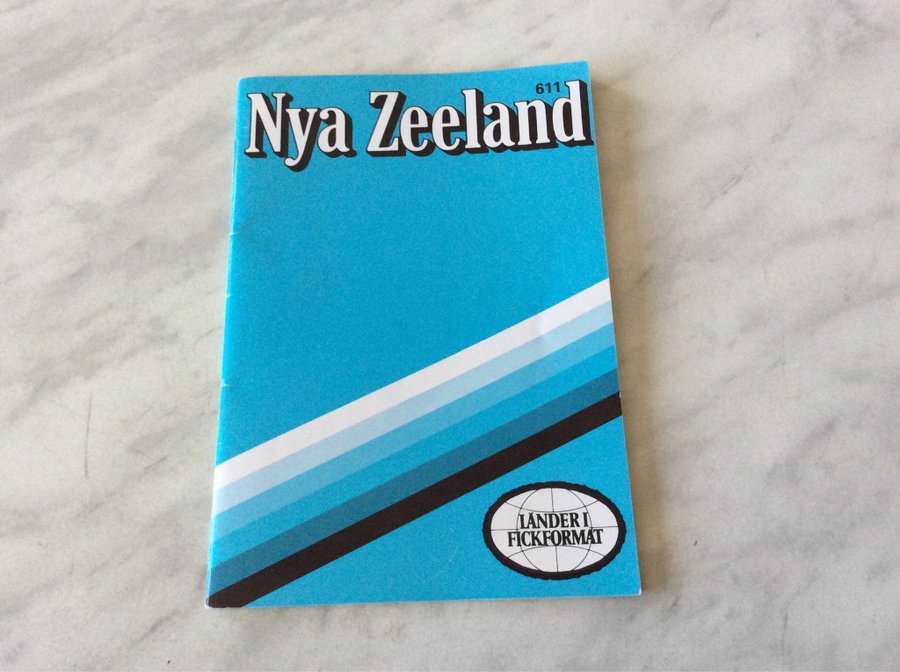 611
Nya Zeeland
LÄNDER I
FICKFORMAT